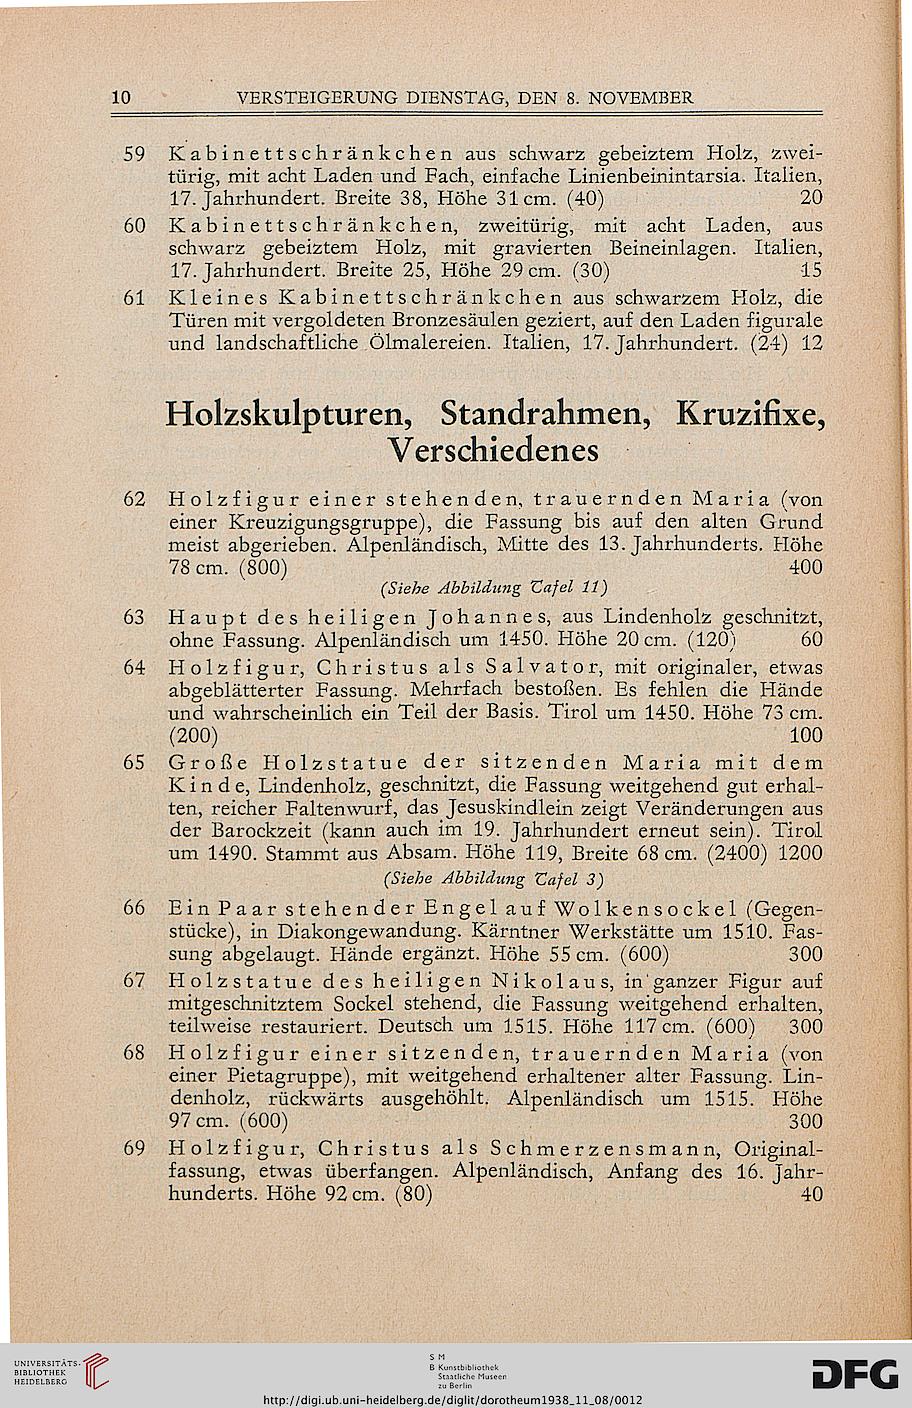 10 VERSTEIGERUNG DIENSTAG, DEN 8. NOVEMBER
59 Kabinettschränkchen aus schwarz gebeiztem Holz, zwei-
türig, mit acht Laden und Fach, einfache Linienbeinintarsia. Italien,
17. Jahrhundert. Breite 38, Höhe 31 cm. (40) 20
60 Kabinettschränkchen, zweitürig, mit acht Laden, aus
schwarz gebeiztem Holz, mit gravierten Beineinlagen. Italien,
17. Jahrhundert. Breite 25, Höhe 29 cm. (30) 15
61 Kleines Kabinettschränkchen aus schwarzem Holz, die
Türen mit vergoldeten Bronzesäulen geziert, auf den Laden figurale
und landschaftliche Ölmalereien. Italien, 17. Jahrhundert. (24) 12
Holzskulpturen, Standrahmen, Kruzifixe,
Verschiedenes
62 Holzfigur einer stehenden, trauernden Maria (von
einer Kreuzigungsgruppe), die Fassung bis auf den alten Grund
meist abgerieben. Alpenländisch, Mitte des 13. Jahrhunderts. Höhe
78 cm. (800) 400
(Siehe Abbildung Tafel 11)
63 Haupt des heiligen Johannes, aus Lindenholz geschnitzt,
ohne Fassung. Alpenländisch um 1450. Höhe 20 cm. (120) 60
64 Holzfigur, Christus als Salvator, mit originaler, etwas
abgeblätterter Fassung. Mehrfach bestoßen. Es fehlen die Hände
und wahrscheinlich ein Teil der Basis. Tirol um 1450. Höhe 73 cm.
(200) 100
65 Große Holzstatue der sitzenden Maria mit dem
Kinde, Lindenholz, geschnitzt, die Fassung weitgehend gut erhal-
ten, reicher Faltenwurf, das Jesuskindlein zeigt Veränderungen aus
der Barockzeit (kann auch im 19. Jahrhundert erneut sein). Tirol
um 1490. Stammt aus Absam. Höhe 119, Breite 68 cm. (2400) 1200
(Siehe Abbildung Tafel 3)
66 Ein Paar stehender Engel auf Wolkensockel (Gegen-
stücke), in Diakongewandung. Kärntner Werkstätte um 1510. Fas-
sung abgelaugt. Hände ergänzt. Höhe 55 cm. (600) 300
67 Holzstatue des heiligen Nikolaus, in ganzer Figur auf
mitgeschnitztem Sockel stehend, die Fassung weitgehend erhalten,
teilweise restauriert. Deutsch um 1515. Höhe 117 cm. (600) 300
68 Holzfigur einer sitzenden, trauernden Maria (von
einer Pietagruppe), mit weitgehend erhaltener alter Fassung. Lin-
denholz, rückwärts ausgehöhlt. Alpenländisch um 1515. Höhe
97 cm. (600) 300
69 Holzfigur, Christus als Schmerzensmann, Original-
fassung, etwas überfangen. Alpenländisch, Anfang des 16. Jahr-
hunderts. Höhe 92 cm. (80) 40
UNIVERSITÄTS-
BIBLIOTHEK
HEIDELBERG
S M
B Kunstbibliothek
Staatliche Museen
zu Berlin
DFG
http://digi.ub.uni-heidelberg.de/diglit/dorotheum1938_11_08/0012